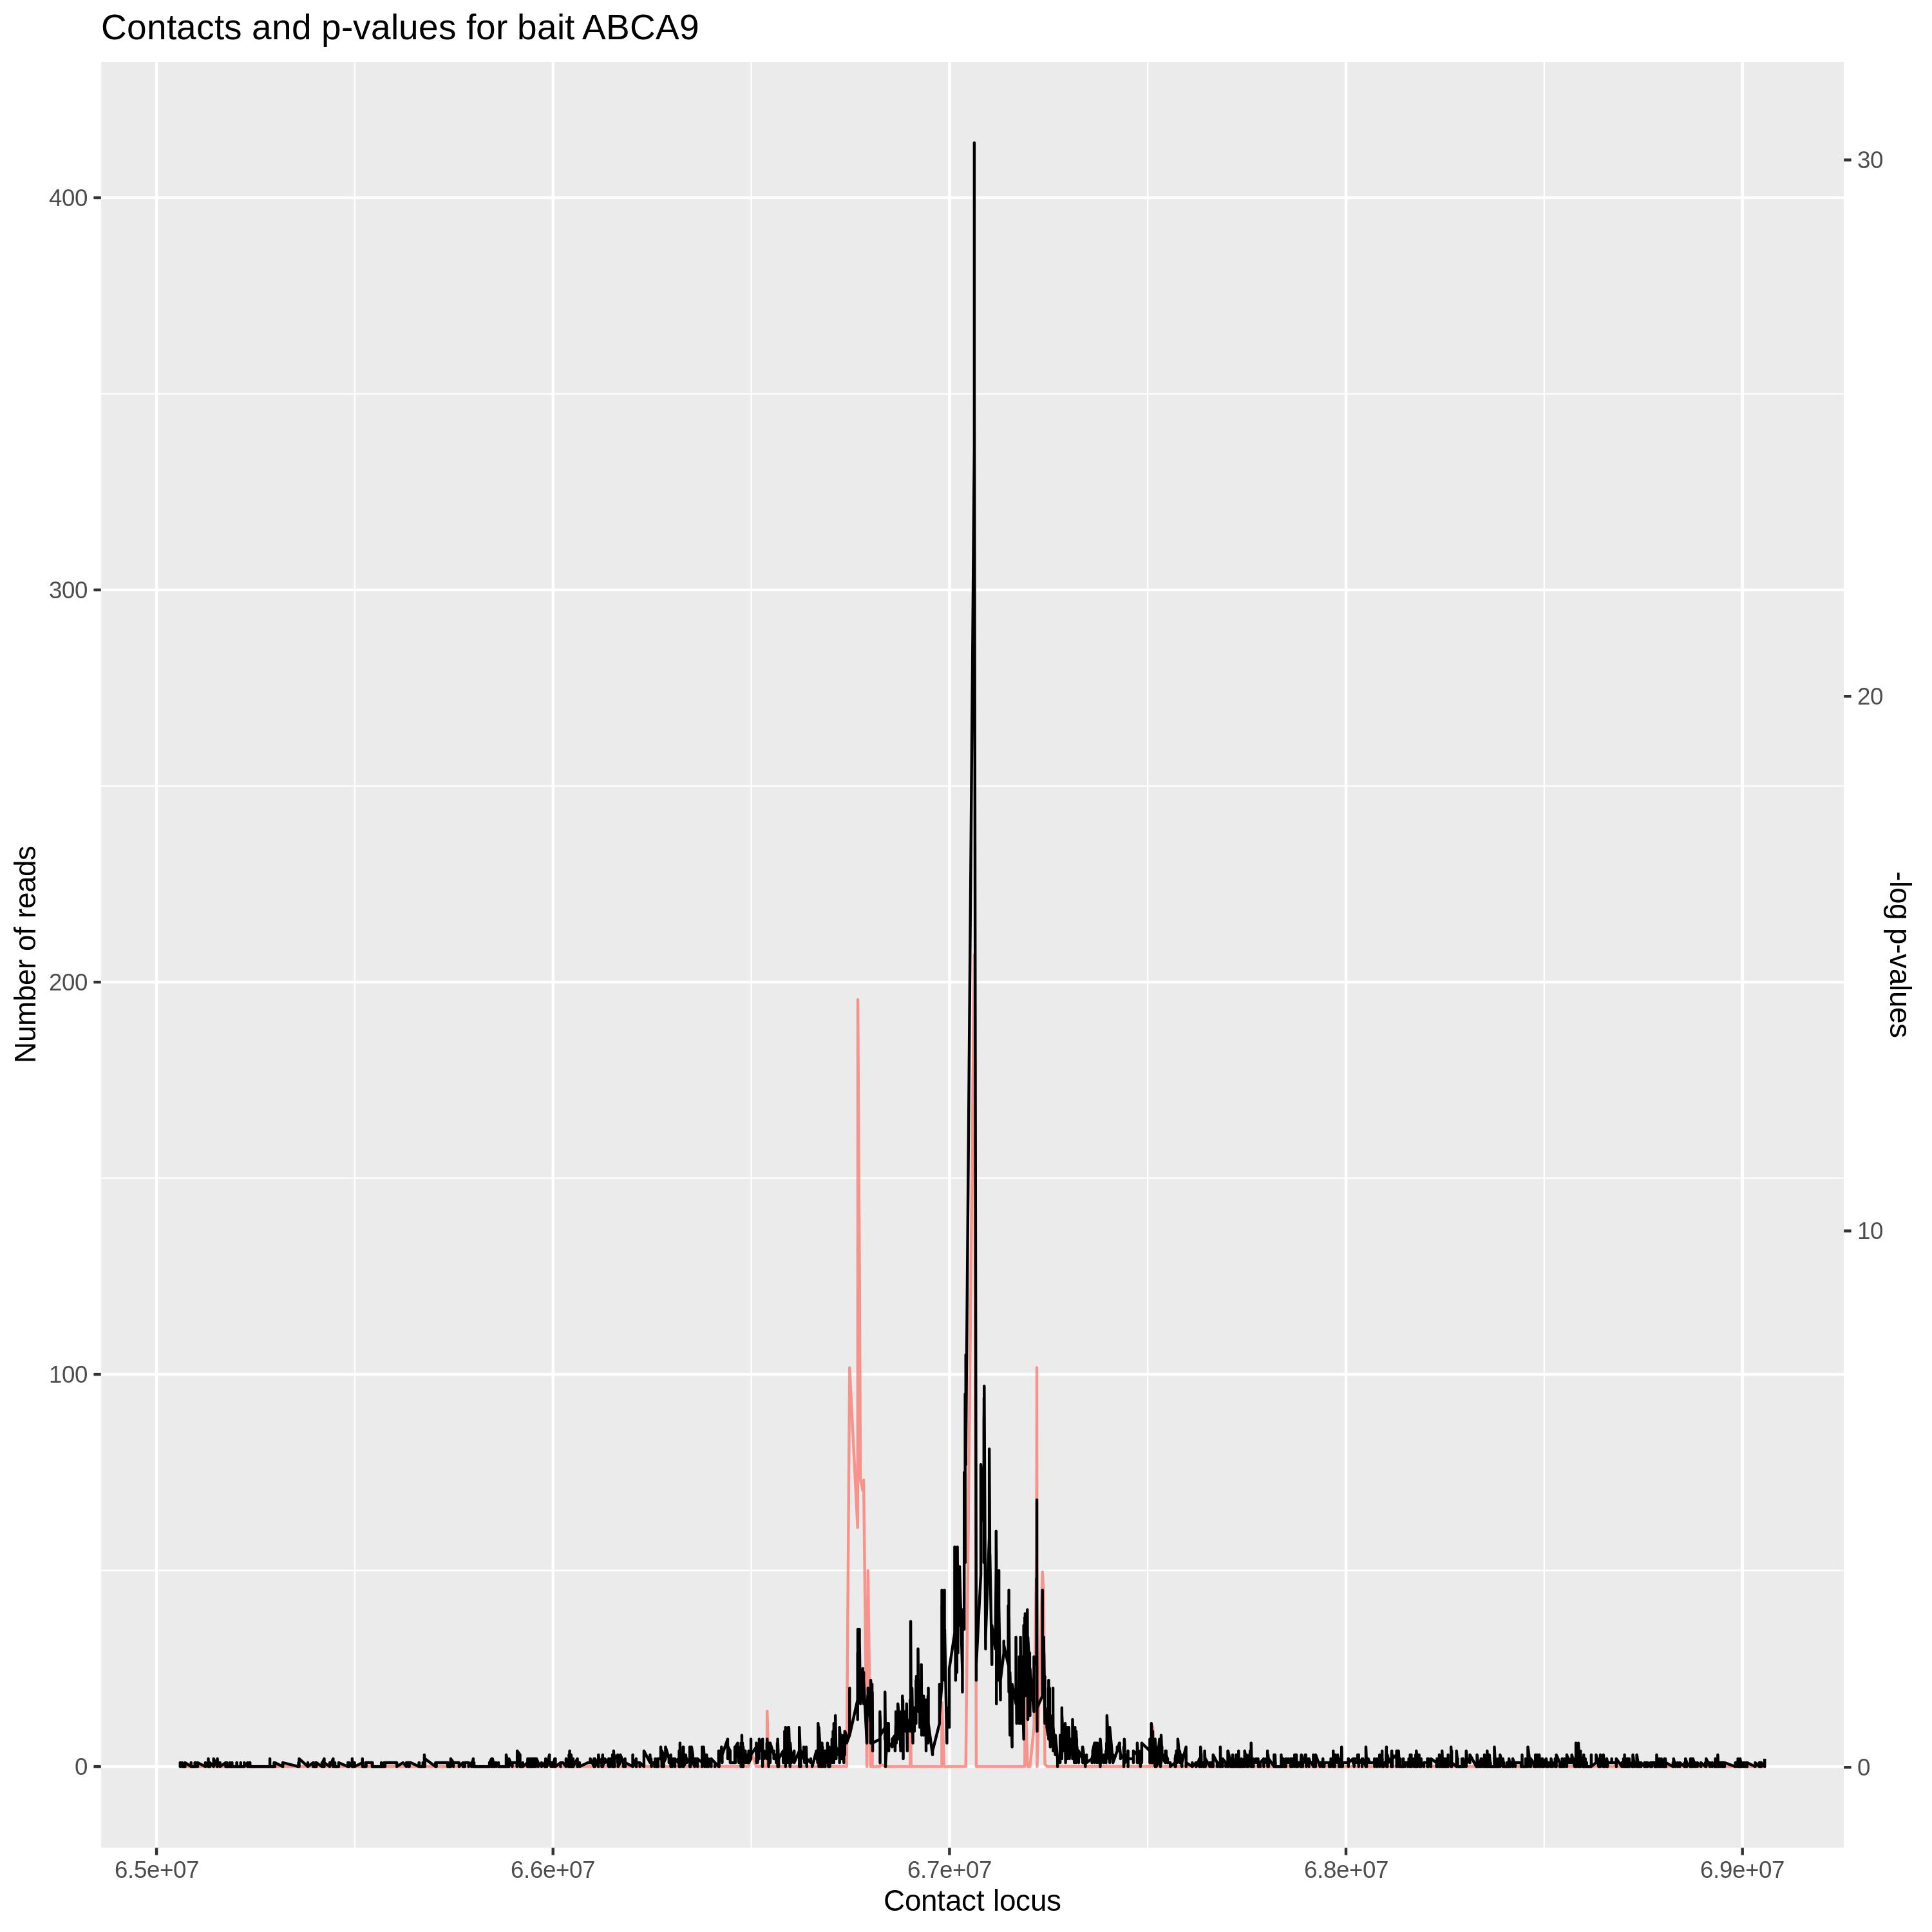 Contacts and p-values for bait ABCA9
400
300
200
100
0
30
20
10
0
Number of reads
-log p-values
6.5e+07 6.6e+07 6.7e+07 6.8e+07 6.9e+07
Contact locus